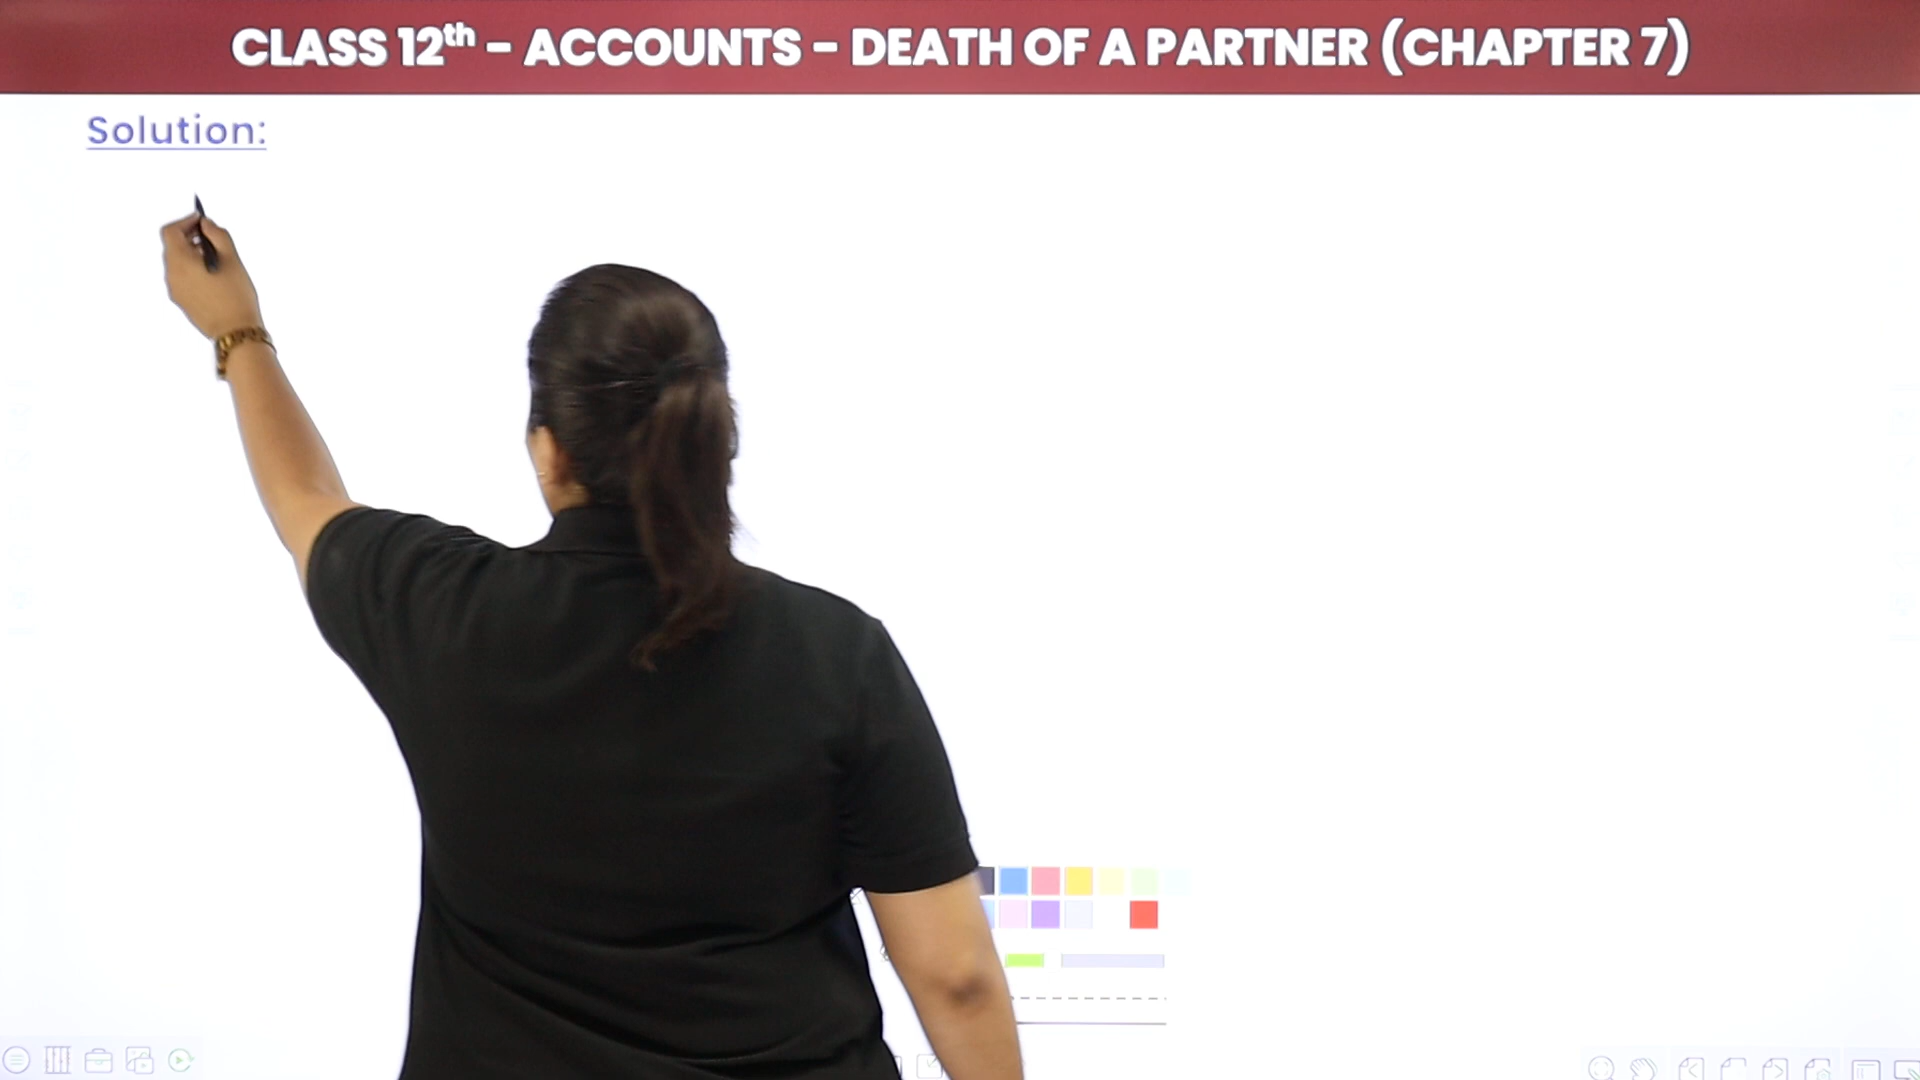 CLASS 12th - ACCOUNTS - DEATH OF A PARTNER (CHAPTER 7)
Solution: